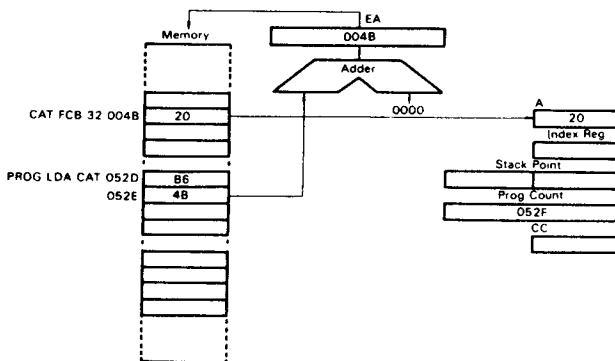 EA
Memory
004B
Adder
CAT FCB 32 004B
20
0000
A
20
Index Reg
Stack Point
PROG LDA CAT 052D
B6
052E
4B
Prog Count
052F
CC